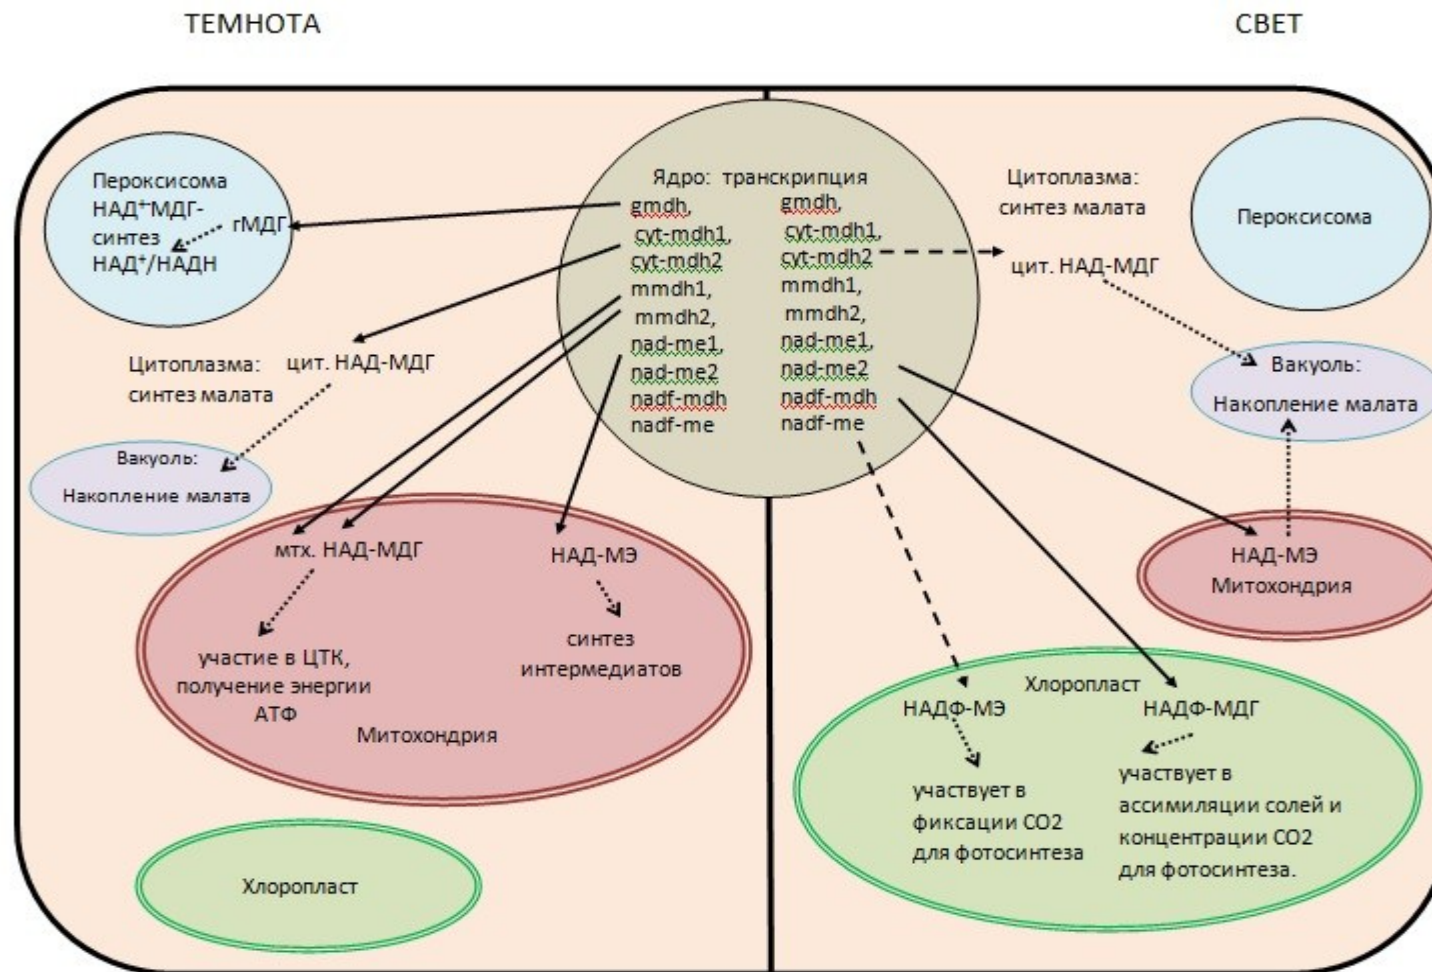 ТЕМНОТА
СВЕТ
Пероксисома
НАД⁺МДГ-
синтез
НАД⁺/НАДН
гМДГ
Цитоплазма:
синтез малата
цит. НАД-МДГ
Вакуоль:
Накопление малата
мтх. НАД-МДГ
НАД-МЭ
участие в ЦТК,
получение энергии
АТФ
синтез
интермедиатов
Митохондрия
Хлоропласт
Ядро: транскрипция
gmdh,
cyt-mdh1,
cyt-mdh2
mmdh1,
mmdh2,
nad-me1,
nad-me2
nadf-mdh
nadf-me
gmdh,
cyt-mdh1,
cyt-mdh2
mmdh1,
mmdh2,
nad-me1,
nad-me2
nadf-mdh
nadf-me
Цитоплазма:
синтез малата
цит. НАД-МДГ
Пероксисома
Вакуоль:
Накопление малата
НАД-МЭ
Митохондрия
Хлоропласт
НАДФ-МЭ
НАДФ-МДГ
участвует в
фиксации СО2
для фотосинтеза
участвует в
ассимиляции солей и
концентрации СО2
для фотосинтеза.